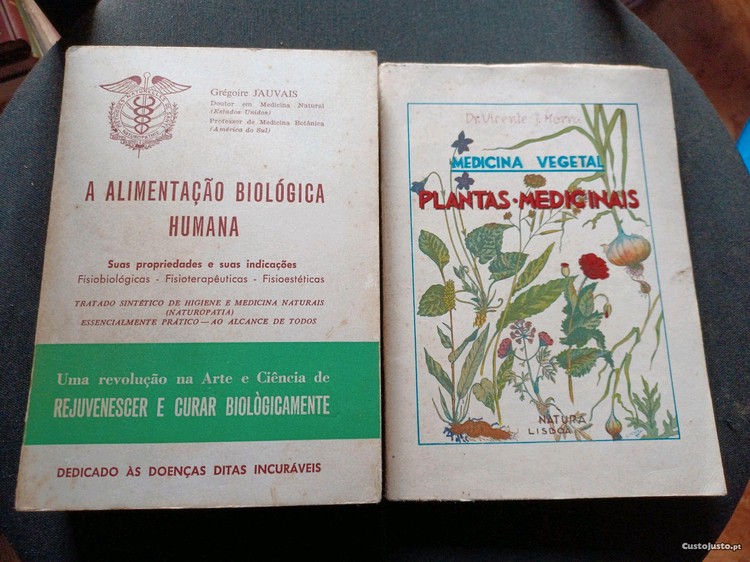 Grégoire JAUVAIS
Doutor em Medicina Natural
(Estados Unidos)
Professor de Medicina Botânica
(América do Sul)
A ALIMENTAÇÃO BIOLÓGICA
HUMANA
Suas propriedades e suas indicações
Fisiobiológicas - Fisioterapêuticas - Fisioestéticas
TRATADO SINTÉTICO DE HIGIENE E MEDICINA NATURAIS
(NATUROPATIA)
ESSENCIALMENTE PRÁTICO — AO ALCANCE DE TODOS
Uma revolução na Arte e Ciência de
REJUVENESCER E CURAR BIOLÒGICAMENTE
DEDICADO ÀS DOENÇAS DITAS INCURÁVEIS
Dr. Vicente
MEDICINA VEGETAL
PLANTAS·MEDICINAIS
NATURA
LISBOA
CustoJusto.pt